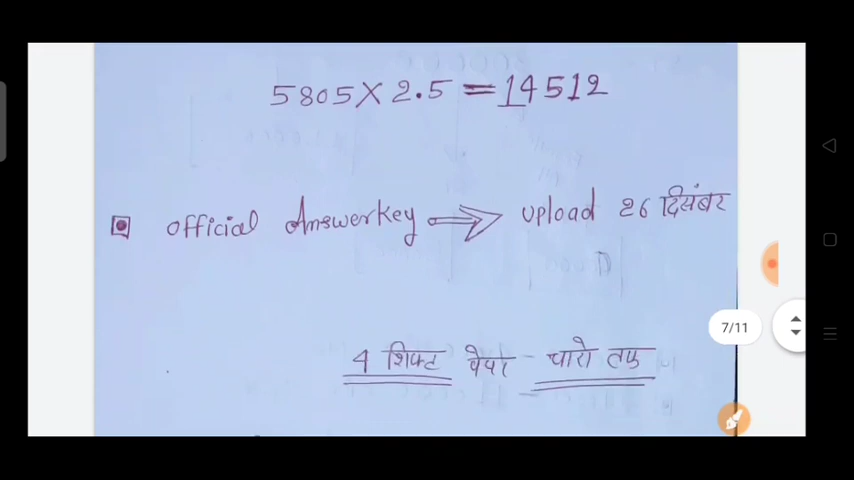 5805 × 2.5 = 14512
official Answerkey ⇒ upload 26 दिसंबर
4 शिफ्ट पेपर - चारो तरफ
7/11